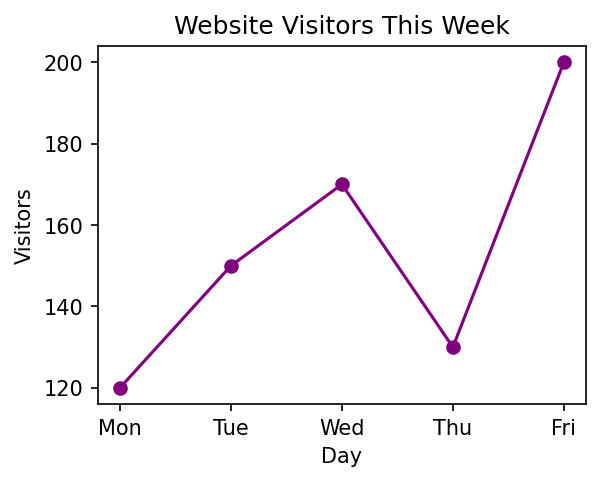 Website Visitors This Week
200
180
160
140
120
Visitors
Mon Tue Wed Thu Fri
Day